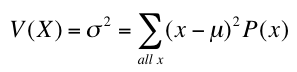 V(X) = σ² = ∑ (x − μ)² P(x)
all x